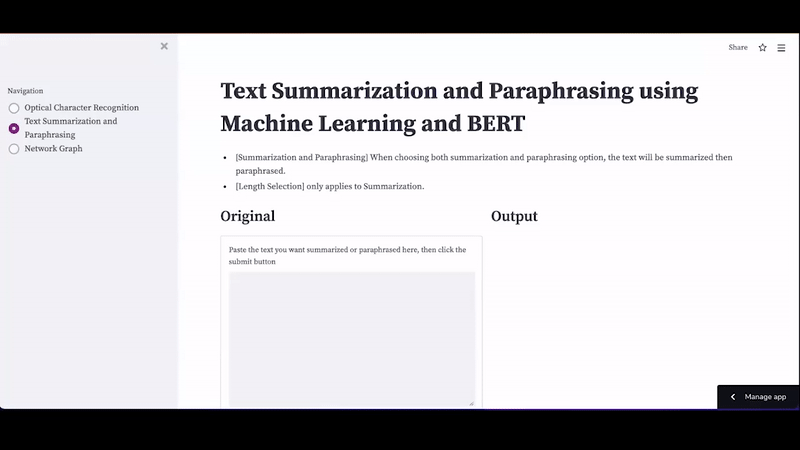 Share
Navigation
Optical Character Recognition
Text Summarization and
Paraphrasing
Network Graph
Text Summarization and Paraphrasing using
Machine Learning and BERT
[Summarization and Paraphrasing] When choosing both summarization and paraphrasing option, the text will be summarized then
paraphrased.
[Length Selection] only applies to Summarization.
Original
Output
Paste the text you want summarized or paraphrased here, then click the
submit button
Manage app